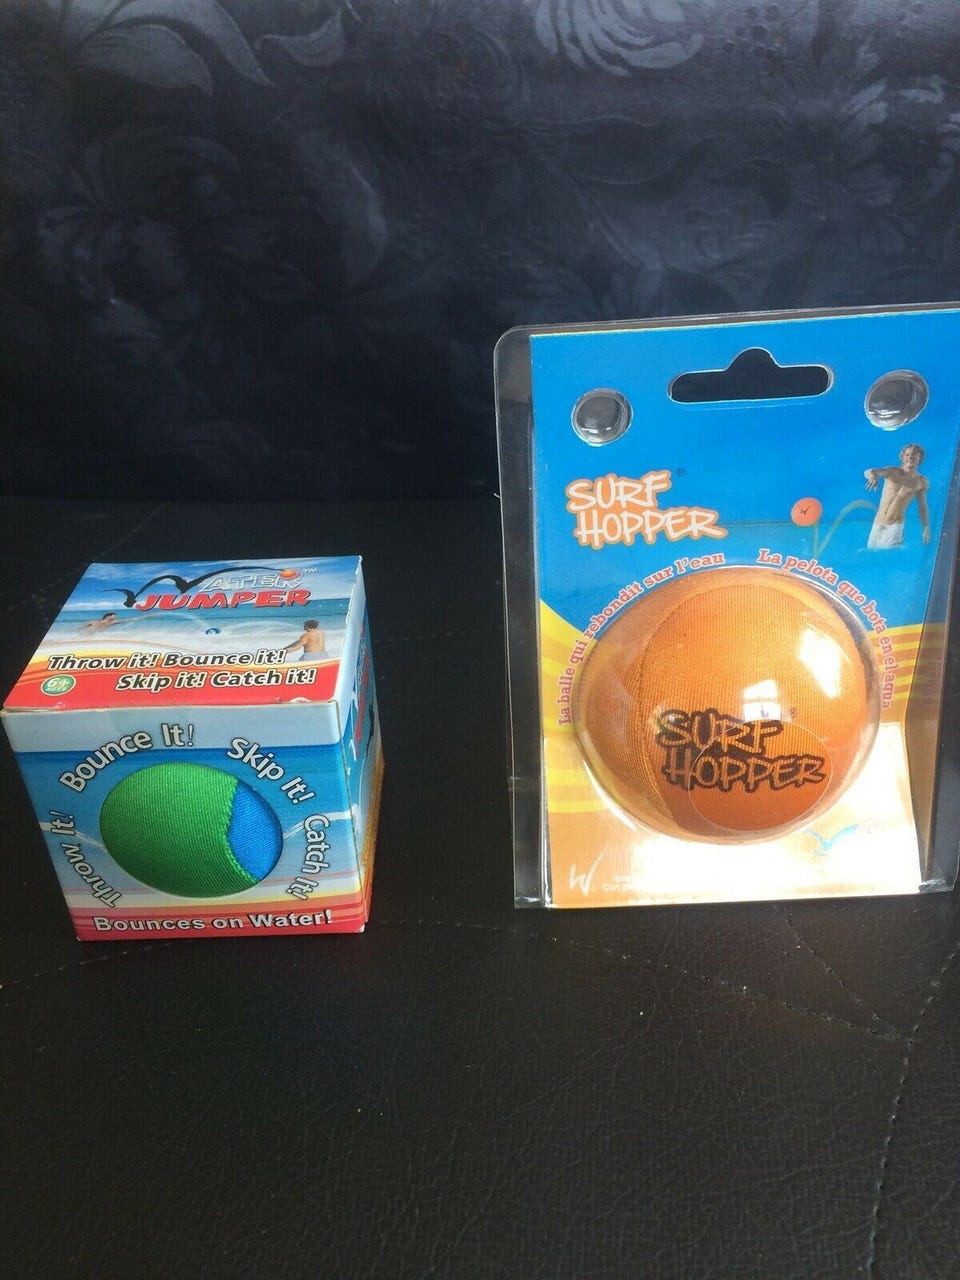 WATER™
JUMPER
Throw it! Bounce it!
6+
AGES
Skip it! Catch it!
Throw It! Bounce It! Skip It! Catch It!
Bounces on Water!
SURF®
HOPPER
La balle qui rebondit sur l'eau
La pelota que bota en el agua
SURF®
HOPPER
W